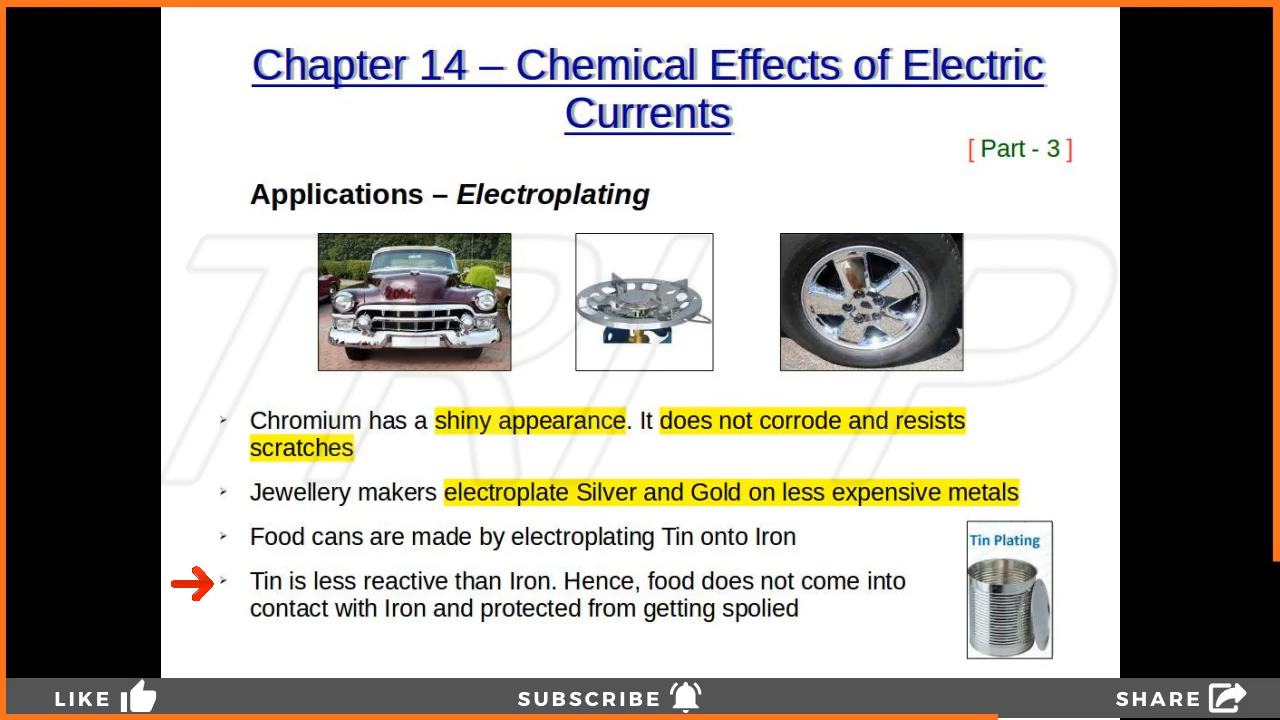 Chapter 14 – Chemical Effects of Electric
Currents
[ Part - 3 ]
Applications – Electroplating
Chromium has a shiny appearance. It does not corrode and resists
scratches
Jewellery makers electroplate Silver and Gold on less expensive metals
Food cans are made by electroplating Tin onto Iron
Tin Plating
Tin is less reactive than Iron. Hence, food does not come into
contact with Iron and protected from getting spolied
LIKE
SUBSCRIBE
SHARE